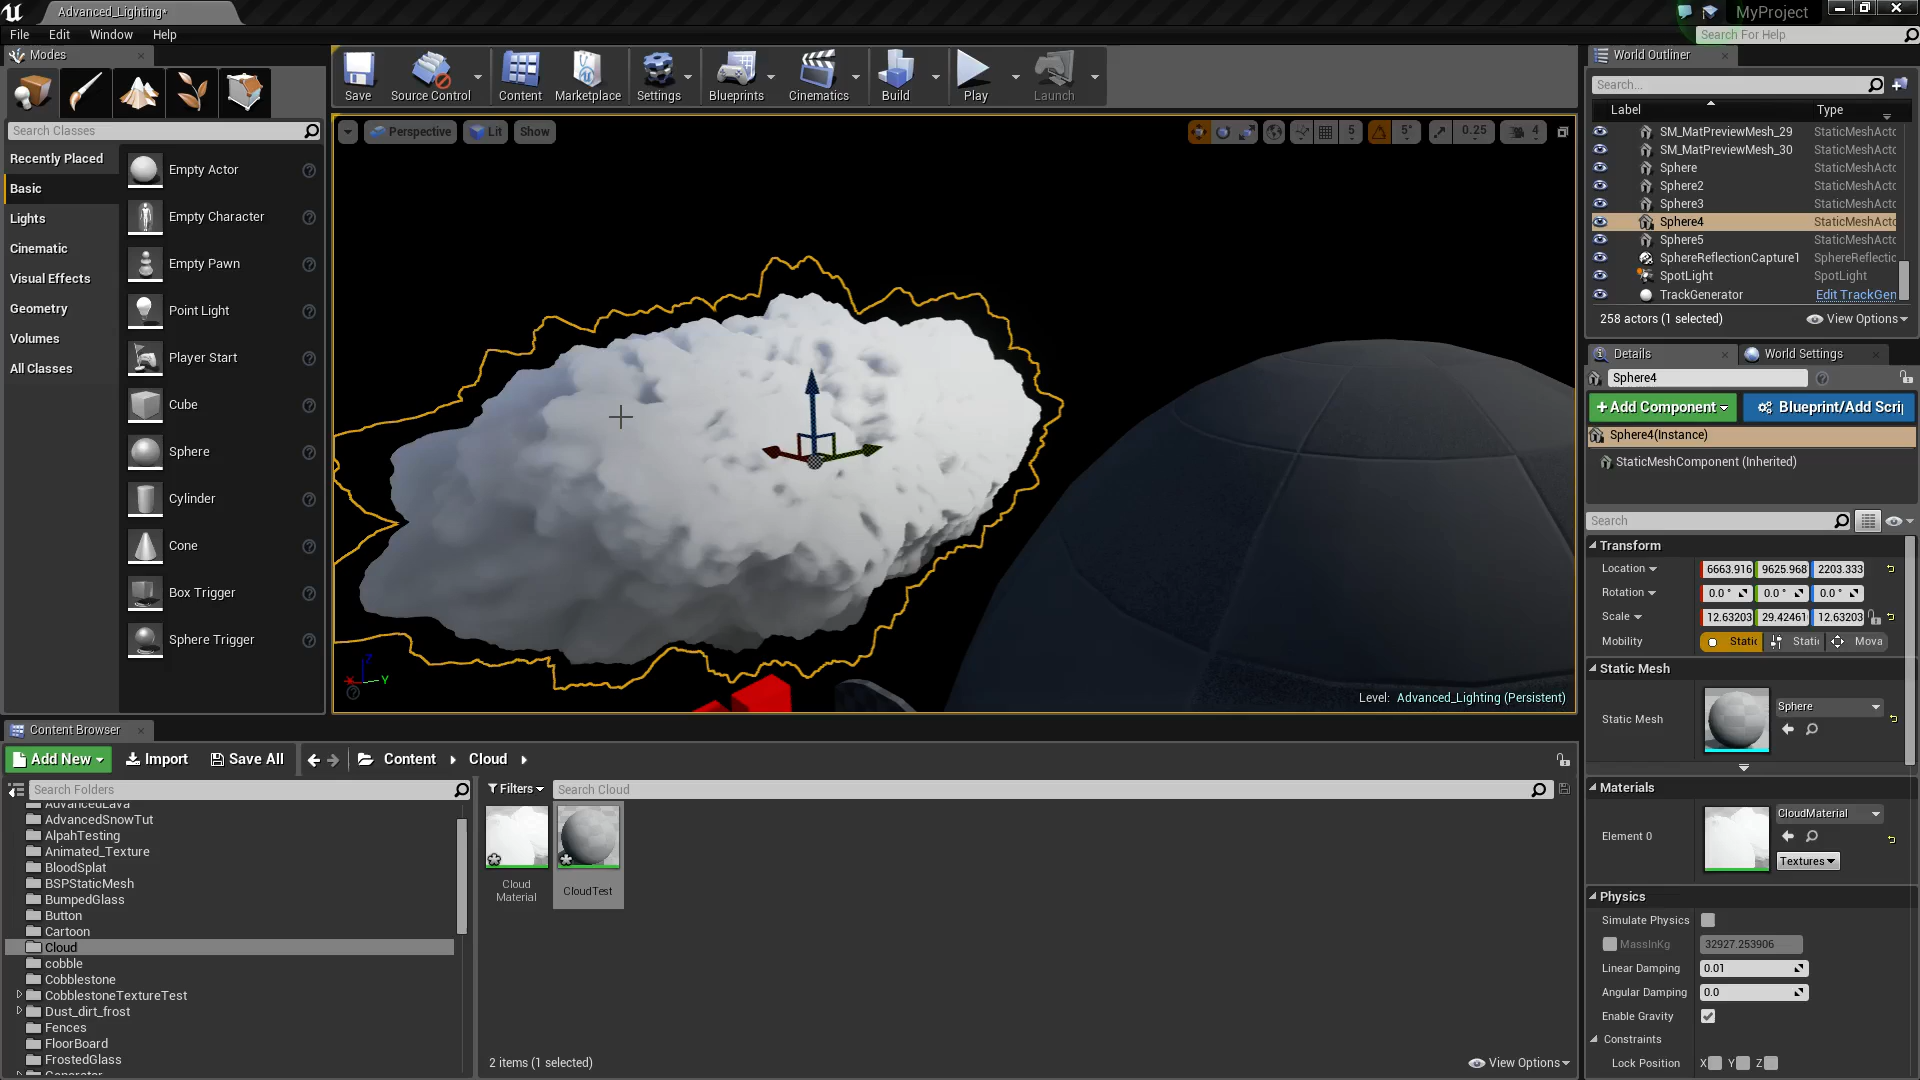 Advanced_Lighting*
MyProject
File Edit Window Help
Search For Help
Modes
Search Classes
Recently Placed
Basic
Lights
Cinematic
Visual Effects
Geometry
Volumes
All Classes
Empty Actor
Empty Character
Empty Pawn
Point Light
Player Start
Cube
Sphere
Cylinder
Cone
Box Trigger
Sphere Trigger
Save Source Control Content Marketplace Settings Blueprints Cinematics Build Play Launch
Perspective Lit Show
5 5° 0.25 4
Z
X Y
Level: Advanced_Lighting (Persistent)
World Outliner
Search...
Label Type
SM_MatPreviewMesh_29 StaticMeshActo
SM_MatPreviewMesh_30 StaticMeshActo
Sphere StaticMeshActo
Sphere2 StaticMeshActo
Sphere3 StaticMeshActo
Sphere4 StaticMeshActo
Sphere5 StaticMeshActo
SphereReflectionCapture1 SphereReflectic
SpotLight SpotLight
TrackGenerator Edit TrackGen
258 actors (1 selected) View Options
Details World Settings
Sphere4
+Add Component Blueprint/Add Scri
Sphere4(Instance)
StaticMeshComponent (Inherited)
Search
Transform
Location 6663.916 9625.968 2203.333
Rotation 0.0 ° 0.0 ° 0.0 °
Scale 12.63203 29.42461 12.63203
Mobility Static Static Mova
Static Mesh
Static Mesh Sphere
Materials
Element 0 CloudMaterial
Textures
Physics
Simulate Physics
MassInKg 32927.253906
Linear Damping 0.01
Angular Damping 0.0
Enable Gravity
Constraints
Lock Position X Y Z
Content Browser
Add New Import Save All Content Cloud
Search Folders
AdvancedLava
AdvancedSnowTut
AlpahTesting
Animated_Texture
BloodSplat
BSPStaticMesh
BumpedGlass
Button
Cartoon
Cloud
cobble
Cobblestone
CobblestoneTextureTest
Dust_dirt_frost
Fences
FloorBoard
FrostedGlass
Generator
Filters Search Cloud
Cloud
Material
CloudTest
2 items (1 selected) View Options